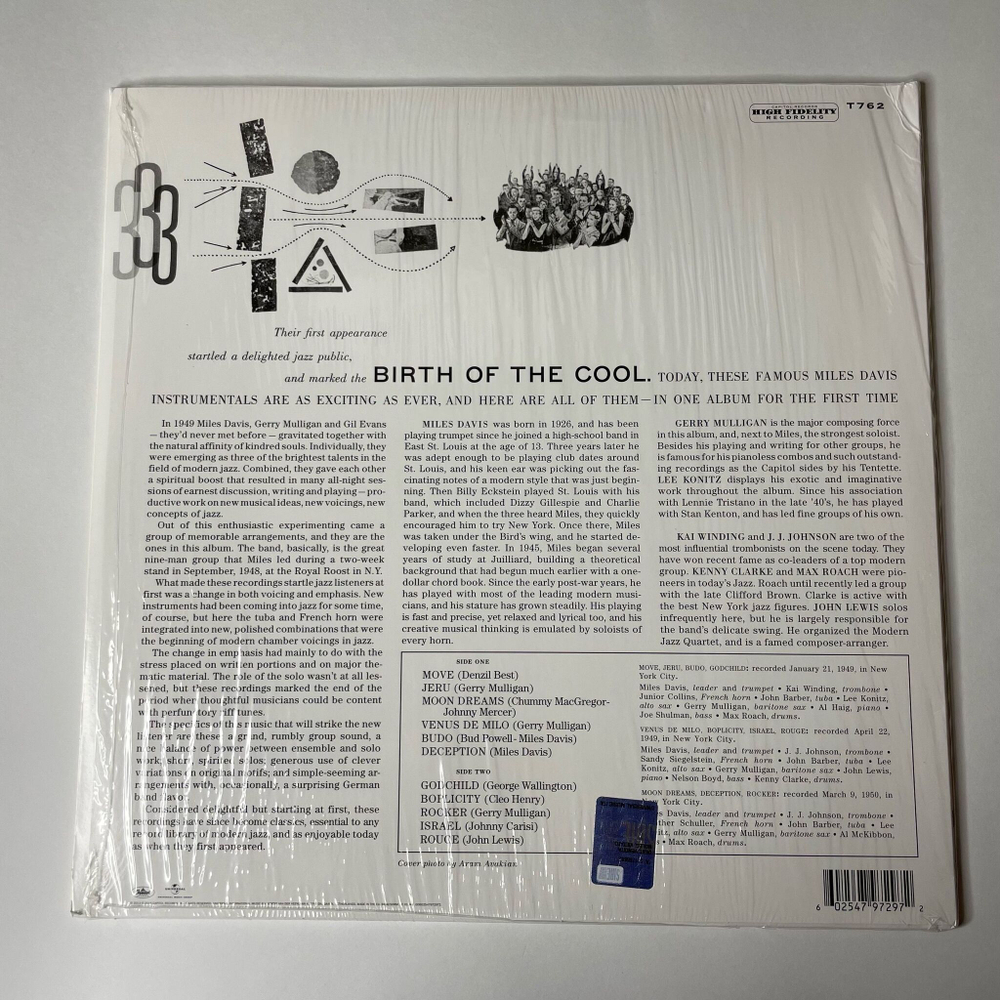 CAPITOL RECORDS
HIGH FIDELITY
RECORDING
T762
33
Their first appearance
startled a delighted jazz public,
and marked the BIRTH OF THE COOL. TODAY, THESE FAMOUS MILES DAVIS
INSTRUMENTALS ARE AS EXCITING AS EVER, AND HERE ARE ALL OF THEM—IN ONE ALBUM FOR THE FIRST TIME
In 1949 Miles Davis, Gerry Mulligan and Gil Evans
— they'd never met before — gravitated together with
the natural affinity of kindred souls. Individually, they
were emerging as three of the brightest talents in the
field of modern jazz. Combined, they gave each other
a spiritual boost that resulted in many all-night ses-
sions of earnest discussion, writing and playing — pro-
ductive work on new musical ideas, new voicings, new
concepts of jazz.
Out of this enthusiastic experimenting came a
group of memorable arrangements, and they are the
ones in this album. The band, basically, is the great
nine-man group that Miles led during a two-week
stand in September, 1948, at the Royal Roost in N.Y.
What made these recordings startle jazz listeners at
first was a change in both voicing and emphasis. New
instruments had been coming into jazz for some time,
of course, but here the tuba and French horn were
integrated into new, polished combinations that were
the beginning of modern chamber voicings in jazz.
The change in emphasis had mainly to do with the
stress placed on written portions and on major the-
matic material. The role of the solo wasn't at all les-
sened, but these recordings marked the end of the
period when thoughtful musicians could be content
with perfunctory riff tunes.
The specifics of this music that will strike the new
listener are these: a grand, rumbly group sound, a
nice balance of power between ensemble and solo
work; short, spirited solos; generous use of clever
variations on original motifs; and simple-seeming ar-
rangements with, occasionally, a surprising German
band flavor.
Considered delightful but startling at first, these
recordings have since become classics, essential to any
record library of modern jazz, and as enjoyable today
as when they first appeared.
MILES DAVIS was born in 1926, and has been
playing trumpet since he joined a high-school band in
East St. Louis at the age of 13. Three years later he
was adept enough to be playing club dates around
St. Louis, and his keen ear was picking out the fas-
cinating notes of a modern style that was just begin-
ning. Then Billy Eckstein played St. Louis with his
band, which included Dizzy Gillespie and Charlie
Parker, and when the three heard Miles, they quickly
encouraged him to try New York. Once there, Miles
was taken under the Bird's wing, and he started de-
veloping even faster. In 1945, Miles began several
years of study at Juilliard, building a theoretical
background that had begun much earlier with a one-
dollar chord book. Since the early post-war years, he
has played with most of the leading modern musi-
cians, and his stature has grown steadily. His playing
is fast and precise, yet relaxed and lyrical too, and his
creative musical thinking is emulated by soloists of
every horn.
GERRY MULLIGAN is the major composing force
in this album, and, next to Miles, the strongest soloist.
Besides his playing and writing for other groups, he
is famous for his pianoless combos and such outstand-
ing recordings as the Capitol sides by his Tentette.
LEE KONITZ displays his exotic and imaginative
work throughout the album. Since his association
with Lennie Tristano in the late '40's, he has played
with Stan Kenton, and has led fine groups of his own.
KAI WINDING and J. J. JOHNSON are two of the
most influential trombonists on the scene today. They
have won recent fame as co-leaders of a top modern
group. KENNY CLARKE and MAX ROACH were pio-
neers in today's Jazz. Roach until recently led a group
with the late Clifford Brown. Clarke is active with
the best New York jazz figures. JOHN LEWIS solos
infrequently here, but he is largely responsible for
the band's delicate swing. He organized the Modern
Jazz Quartet, and is a famed composer-arranger.
SIDE ONE
MOVE (Denzil Best)
JERU (Gerry Mulligan)
MOON DREAMS (Chummy MacGregor-
Johnny Mercer)
VENUS DE MILO (Gerry Mulligan)
BUDO (Bud Powell - Miles Davis)
DECEPTION (Miles Davis)
SIDE TWO
GODCHILD (George Wallington)
BOPLICITY (Cleo Henry)
ROCKER (Gerry Mulligan)
ISRAEL (Johnny Carisi)
ROUGE (John Lewis)
MOVE, JERU, BUDO, GODCHILD: recorded January 21, 1949, in New
York City.
Miles Davis, leader and trumpet • Kai Winding, trombone •
Junior Collins, French horn • John Barber, tuba • Lee Konitz,
alto sax • Gerry Mulligan, baritone sax • Al Haig, piano •
Joe Shulman, bass • Max Roach, drums.
VENUS DE MILO, BOPLICITY, ISRAEL, ROUGE: recorded April 22,
1949, in New York City.
Miles Davis, leader and trumpet • J. J. Johnson, trombone •
Sandy Siegelstein, French horn • John Barber, tuba • Lee
Konitz, alto sax • Gerry Mulligan, baritone sax • John Lewis,
piano • Nelson Boyd, bass • Kenny Clarke, drums.
MOON DREAMS, DECEPTION, ROCKER: recorded March 9, 1950, in
York City.
Davis, leader and trumpet • J. J. Johnson, trombone •
ther Schuller, French horn • John Barber, tuba • Lee
alto sax • Gerry Mulligan, baritone sax • Al McKibbon,
• Max Roach, drums.
Cover photo by Aram Avakian
6 02547 97297 2